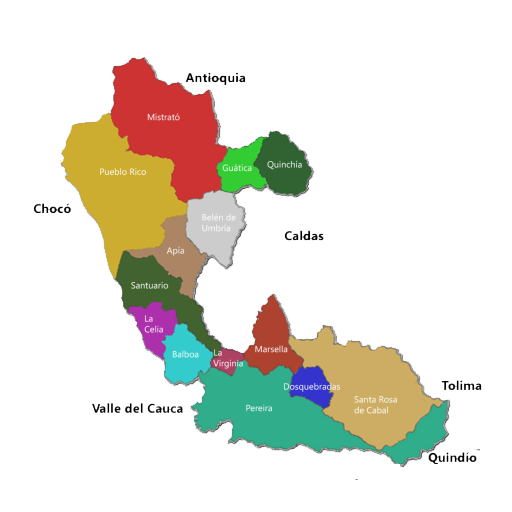 Antioquia
Mistrató
Guática
Quinchía
Pueblo Rico
Chocó
Belén de
Umbría
Caldas
Apía
Santuario
La
Celia
Balboa
La
Virginia
Marsella
Dosquebradas
Tolima
Santa Rosa
de Cabal
Valle del Cauca
Pereira
Quindío